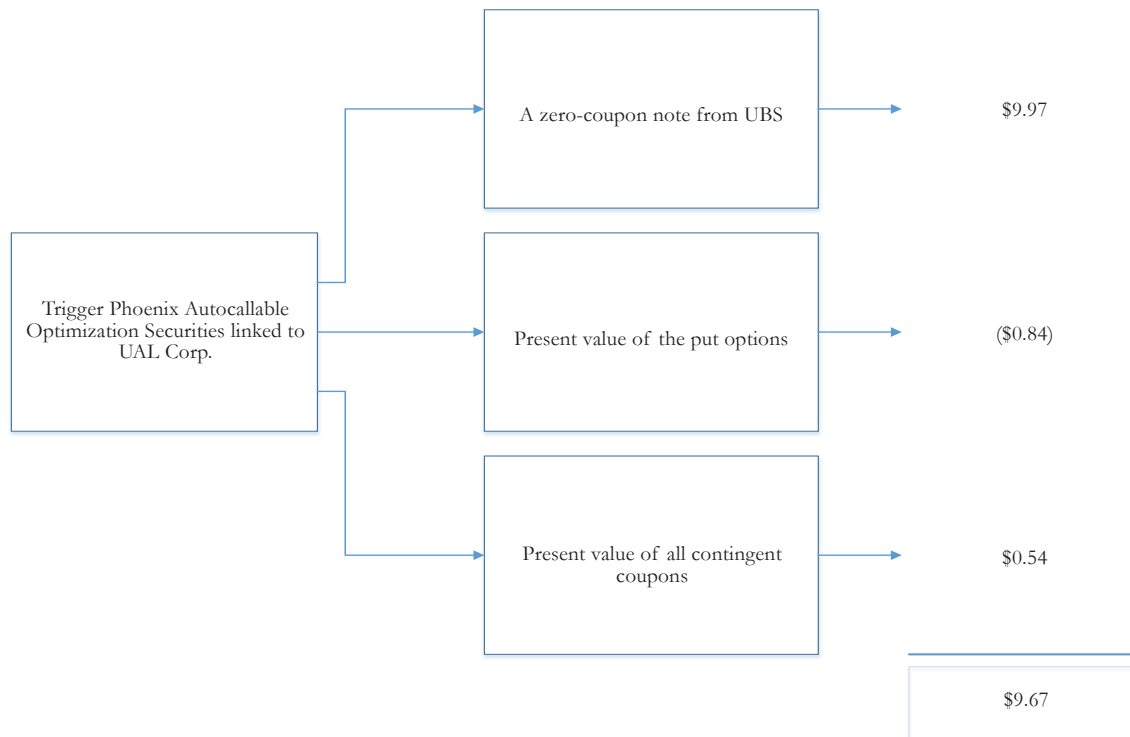 A zero-coupon note from UBS
$9.97
Trigger Phoenix Autocallable
Optimization Securities linked to
UAL Corp.
Present value of the put options
($0.84)
Present value of all contingent
coupons
$0.54
$9.67